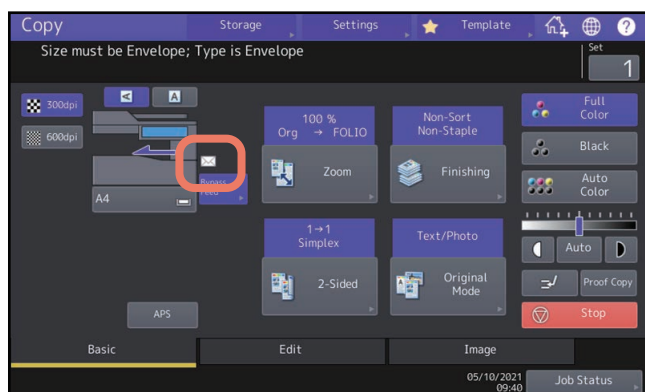 Copy
Storage
Settings
Template
?
Size must be Envelope; Type is Envelope
Set
1
300dpi
600dpi
A
A
A4
Bypass
Feed
APS
100 %
Org → FOLIO
Zoom
Non-Sort
Non-Staple
Finishing
1→1
Simplex
2-Sided
Text/Photo
Original
Mode
Full
Color
Black
Auto
Color
Auto
Proof Copy
Stop
Basic
Edit
Image
05/10/2021
09:40
Job Status